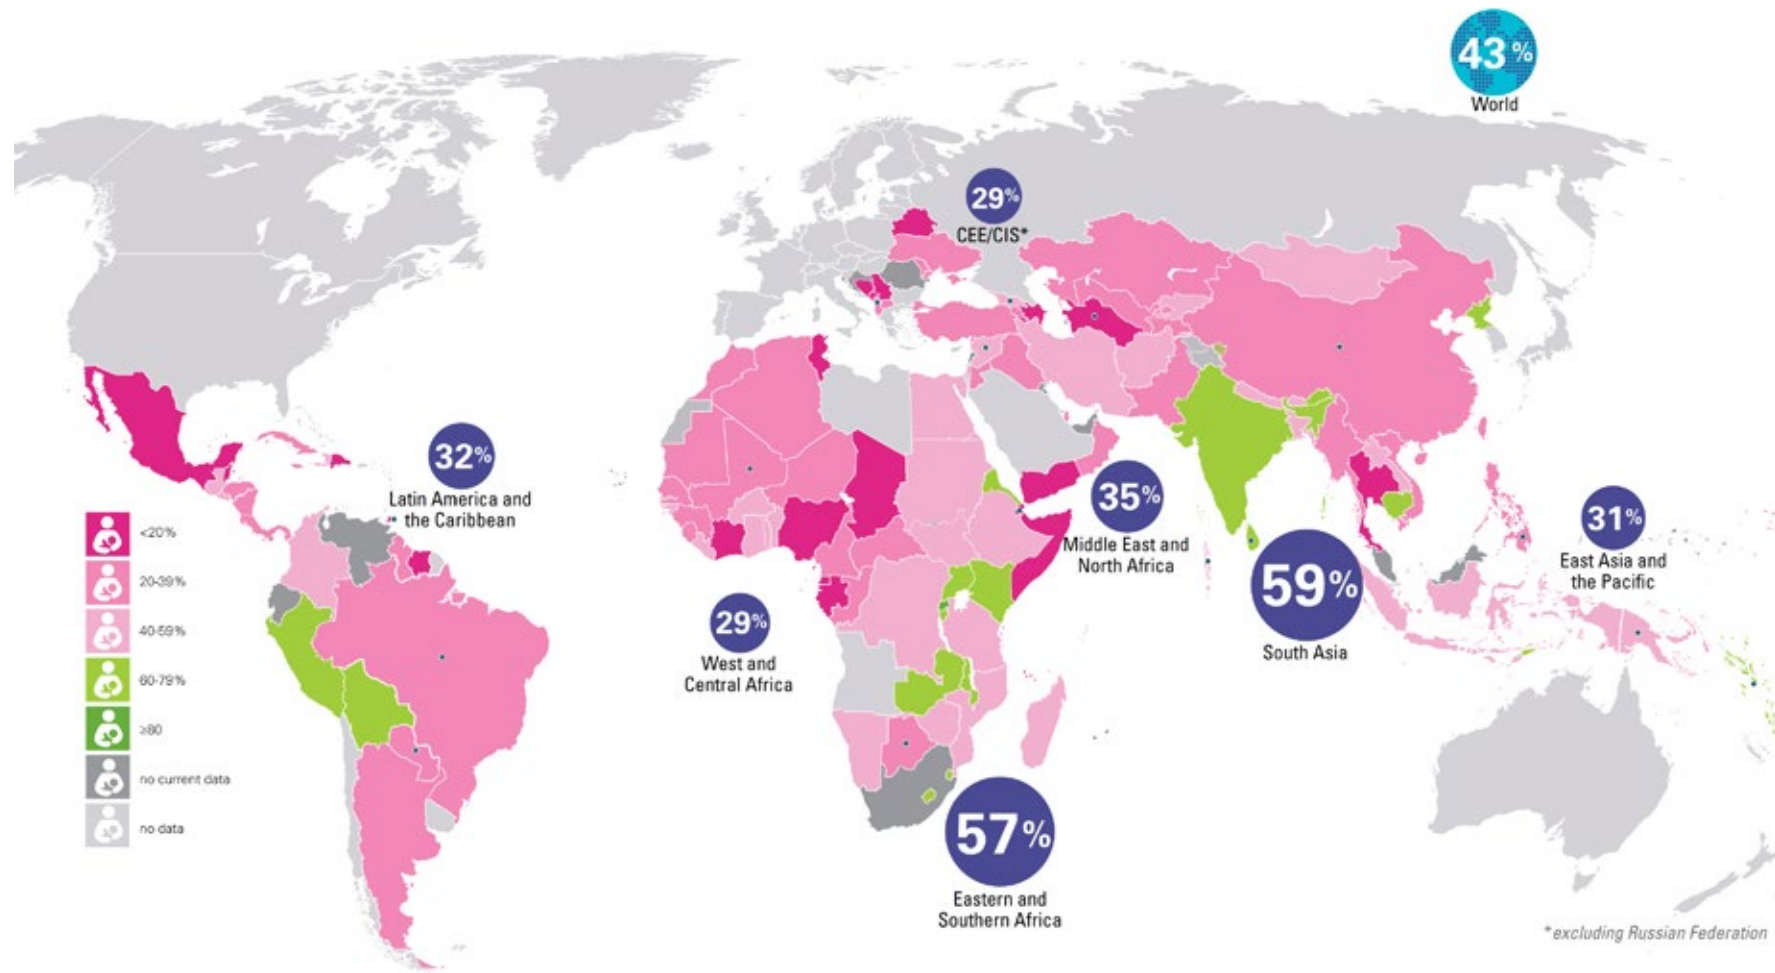 43%
World
29%
CEE/CIS*
32%
Latin America and
the Caribbean
35%
Middle East and
North Africa
31%
East Asia and
the Pacific
59%
South Asia
29%
West and
Central Africa
57%
Eastern and
Southern Africa
<20%
20-39%
40-59%
60-79%
≥80
no current data
no data
*excluding Russian Federation